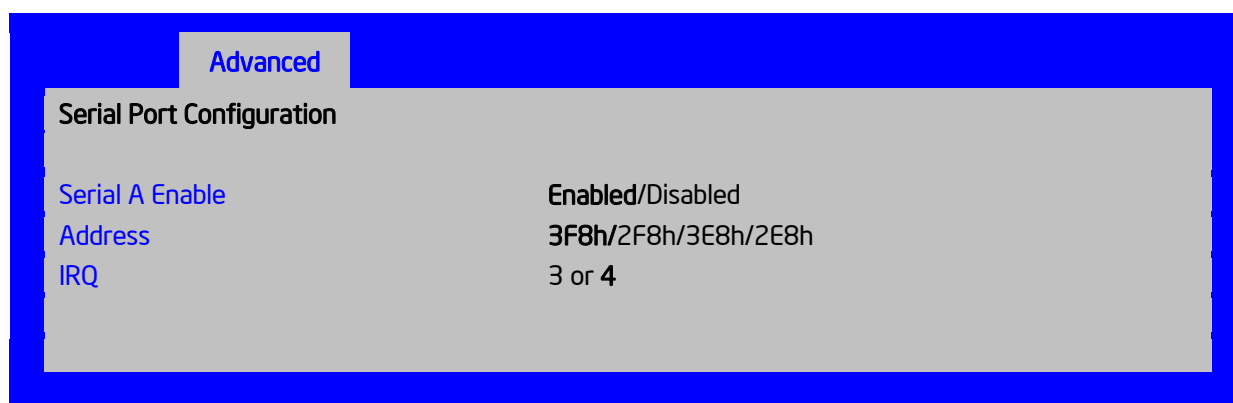 Advanced
Serial Port Configuration
Serial A Enable Enabled/Disabled
Address 3F8h/2F8h/3E8h/2E8h
IRQ 3 or 4